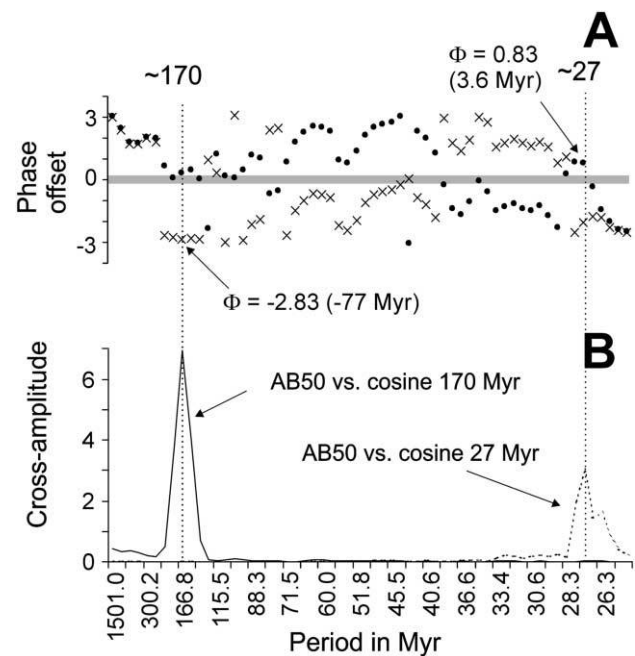 A
~170
Φ = 0.83
(3.6 Myr)
~27
3
0
-3
Phase
offset
Φ = -2.83 (-77 Myr)
B
6
4
2
0
Cross-amplitude
AB50 vs. cosine 170 Myr
AB50 vs. cosine 27 Myr
1501.0
300.2
166.8
115.5
88.3
71.5
60.0
51.8
45.5
40.6
36.6
33.4
30.6
28.3
26.3
Period in Myr